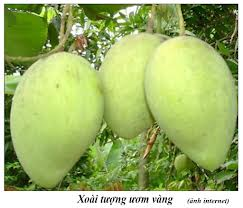 Xoài tượng ươm vàng (ảnh internet)